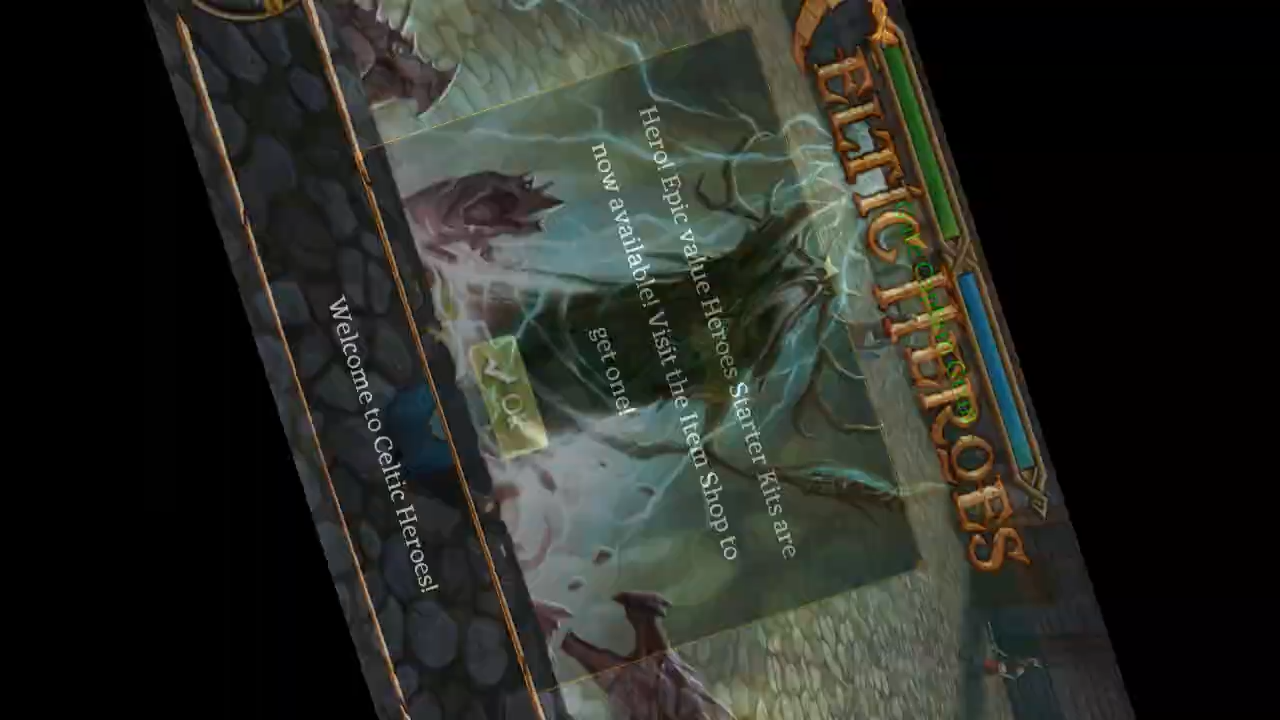 CELTIC HEROES
Hero! Epic value Heroes Starter Kits are
now available! Visit the Item Shop to
get one!
Ok
Welcome to Celtic Heroes!